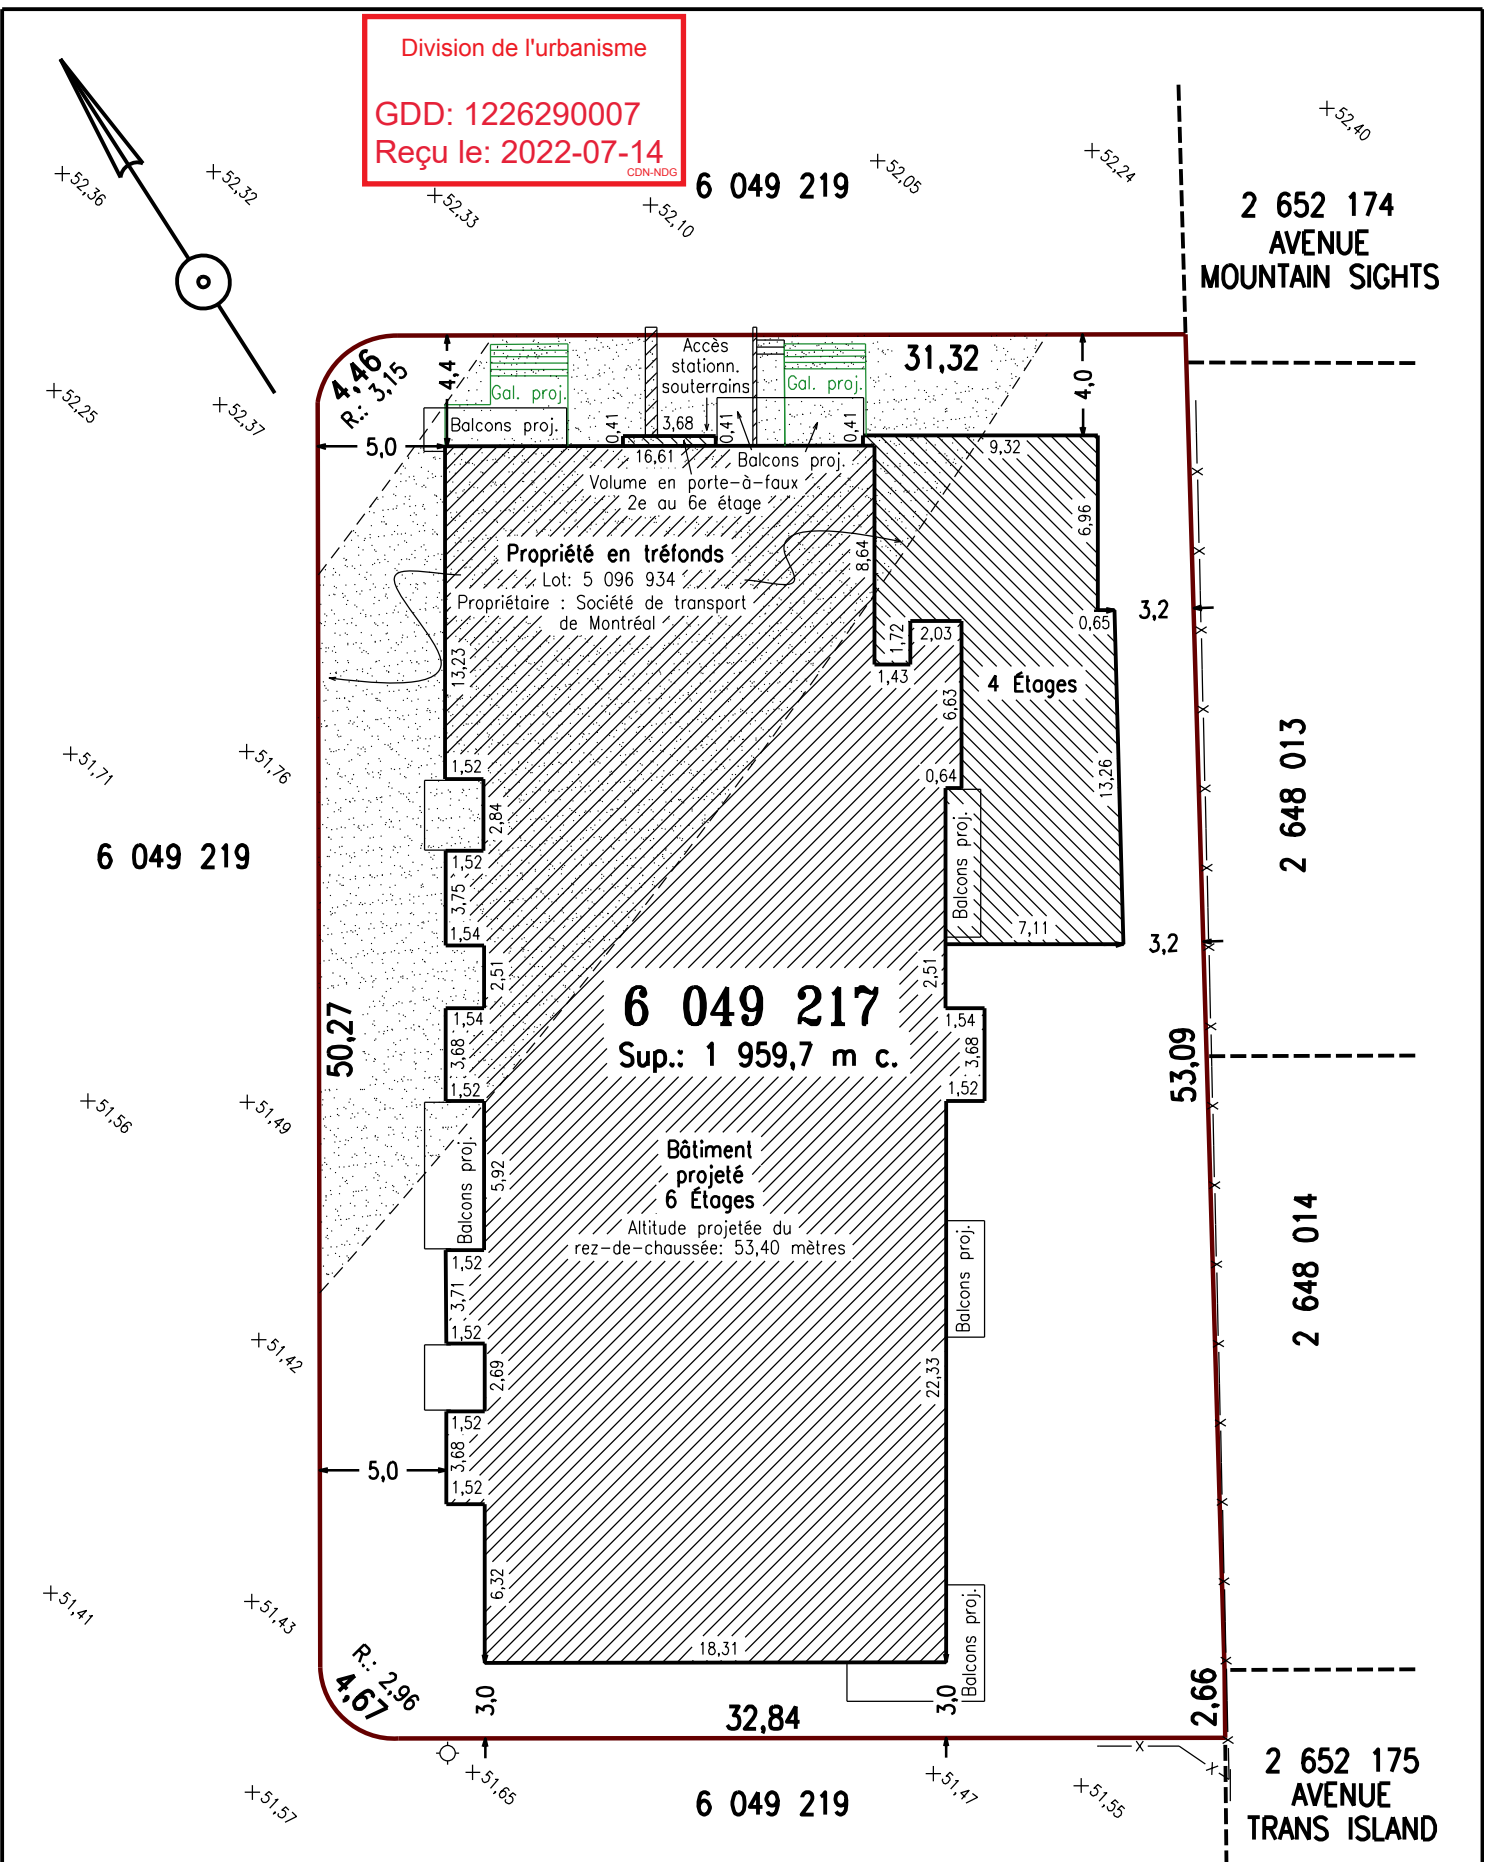 Division de l'urbanisme
GDD: 1226290007
Reçu le: 2022-07-14
CDN-NDG
52,36
52,32
52,33
52,10
52,05
52,24
52,40
6 049 219
2 652 174
AVENUE
MOUNTAIN SIGHTS
52,25
52,37
4,46
R.: 3,15
4,4
Gal. proj.
Balcons proj.
Accès
stationn.
souterrains
Gal. proj.
31,32
4,0
5,0
0,41
3,68
0,41
0,41
16,61
Balcons proj.
9,32
Volume en porte-à-faux
2e au 6e étage
6,96
Propriété en tréfonds
Lot: 5 096 934
Propriétaire : Société de transport
de Montréal
8,64
0,65
3,2
1,72
2,03
1,43
13,23
4 Étages
6,63
51,71
51,76
1,52
0,64
13,26
2,84
2 648 013
6 049 219
1,52
3,75
Balcons proj.
1,54
7,11
3,2
2,51
2,51
6 049 217
Sup.: 1 959,7 m c.
50,27
1,54
3,68
1,52
1,54
3,68
1,52
53,09
51,56
51,49
Balcons proj.
5,92
Bâtiment
projeté
6 Étages
Altitude projetée du
rez-de-chaussée: 53,40 mètres
Balcons proj.
2 648 014
1,52
3,71
1,52
51,42
2,69
22,33
1,52
3,68
1,52
5,0
6,32
51,41
51,43
18,31
Balcons proj.
R.: 2,96
4,67
3,0
32,84
3,0
2,66
51,57
51,65
6 049 219
51,47
51,55
2 652 175
AVENUE
TRANS ISLAND